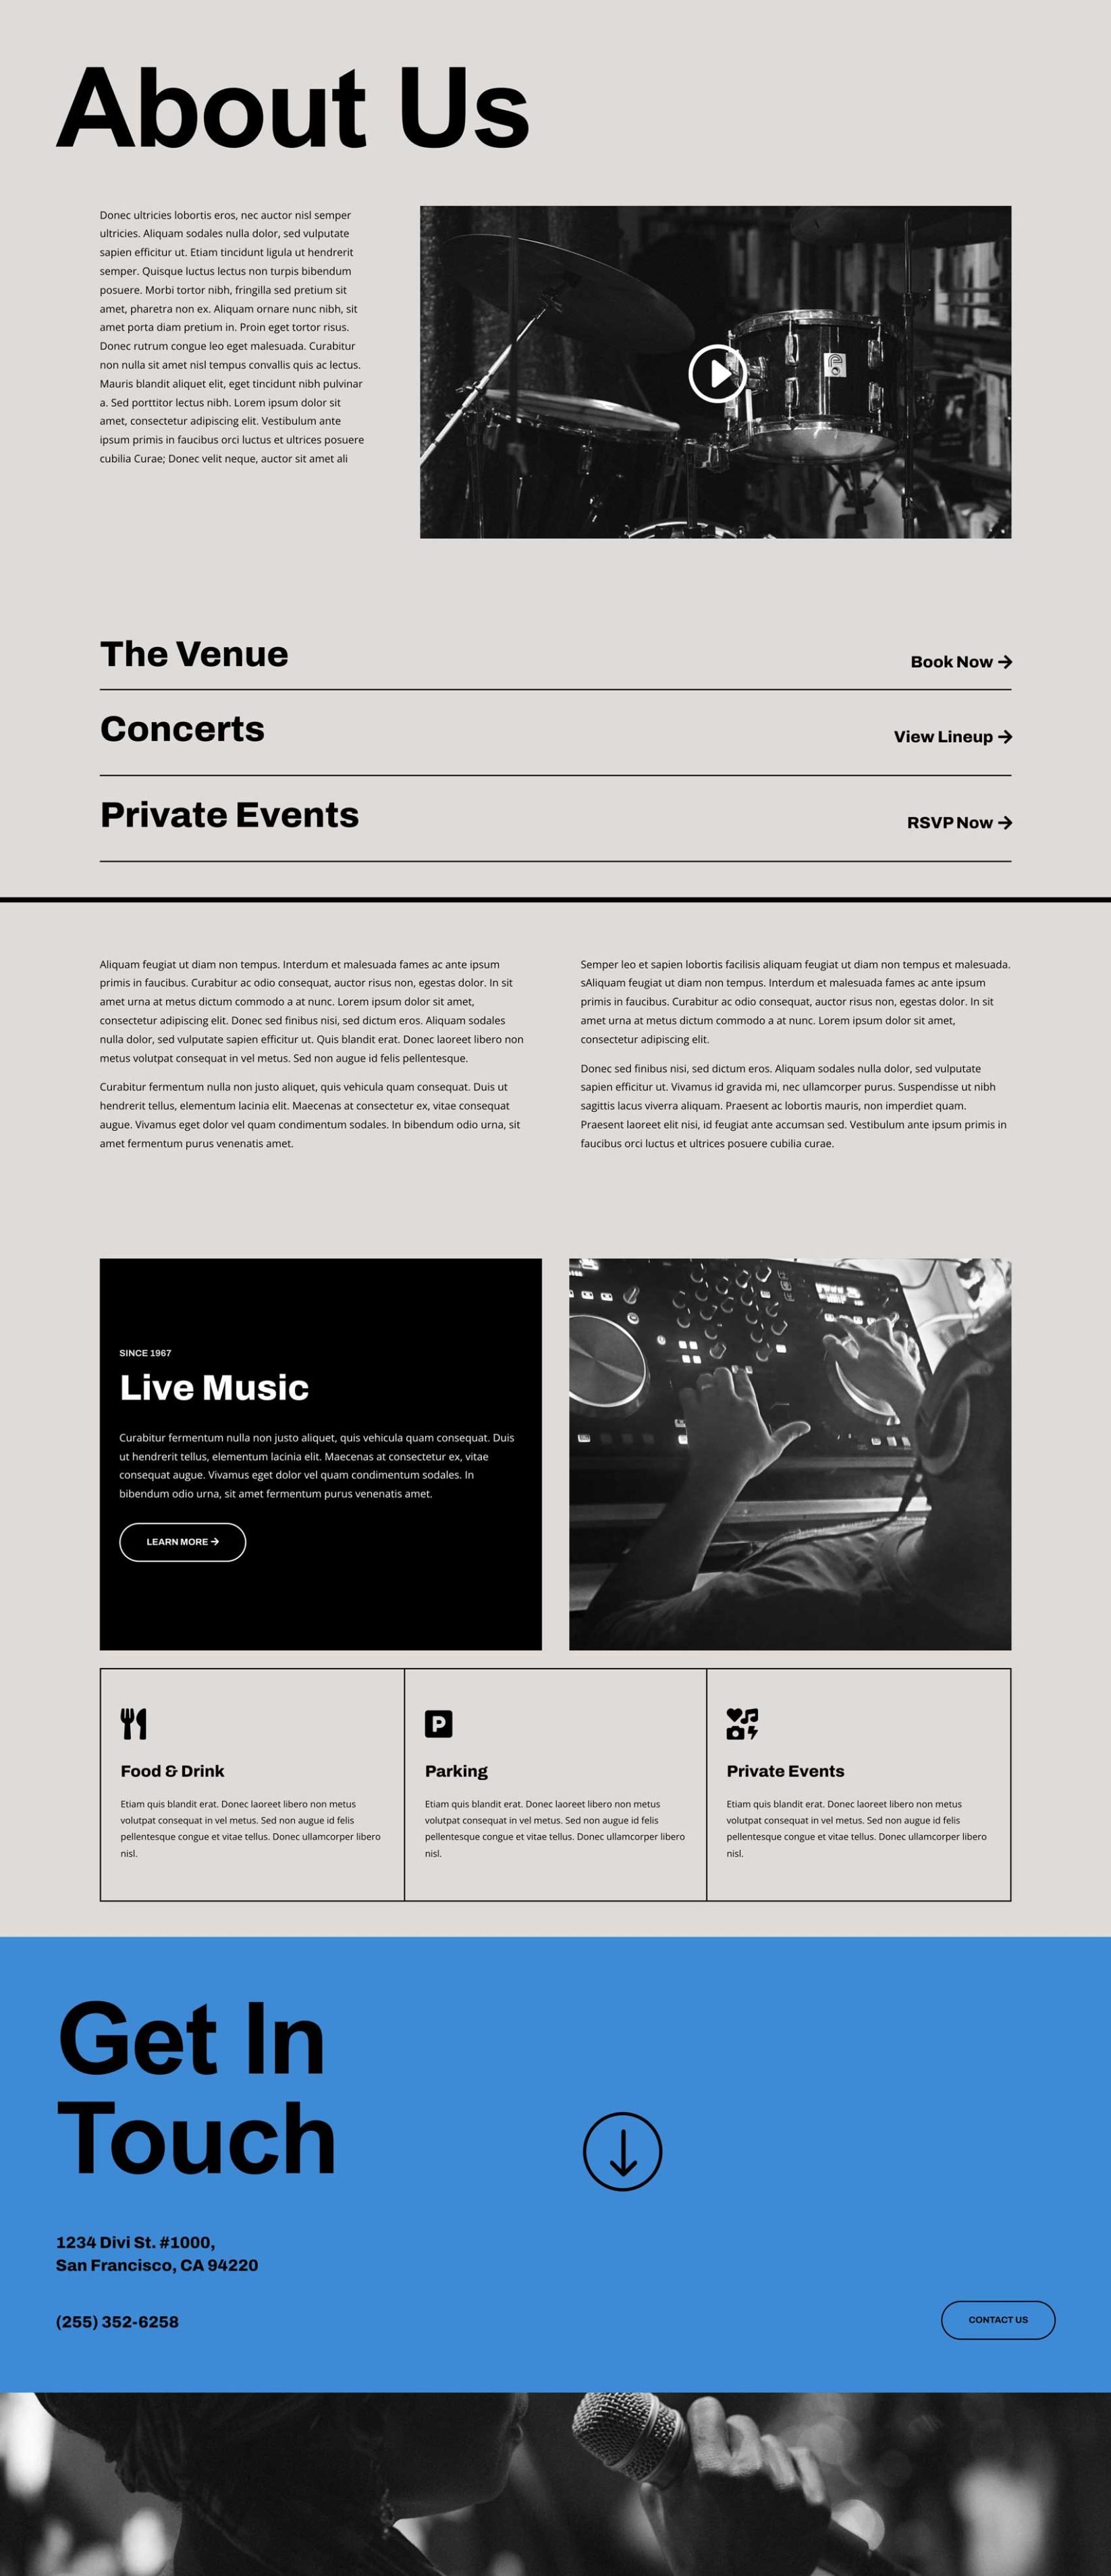 About Us
Donec ultricies lobortis eros, nec auctor nisl semper
ultricies. Aliquam sodales nulla dolor, sed vulputate
sapien efficitur ut. Etiam tincidunt ligula ut hendrerit
semper. Quisque luctus lectus non turpis bibendum
posuere. Morbi tortor nibh, fringilla sed pretium sit
amet, pharetra non ex. Aliquam ornare nunc nibh, sit
amet porta diam pretium in. Proin eget tortor risus.
Donec rutrum congue leo eget malesuada. Curabitur
non nulla sit amet nisl tempus convallis quis ac lectus.
Mauris blandit aliquet elit, eget tincidunt nibh pulvinar
a. Sed porttitor lectus nibh. Lorem ipsum dolor sit
amet, consectetur adipiscing elit. Vestibulum ante
ipsum primis in faucibus orci luctus et ultrices posuere
cubilia Curae; Donec velit neque, auctor sit amet ali
The Venue
Book Now →
Concerts
View Lineup →
Private Events
RSVP Now →
Aliquam feugiat ut diam non tempus. Interdum et malesuada fames ac ante ipsum
primis in faucibus. Curabitur ac odio consequat, auctor risus non, egestas dolor. In sit
amet urna at metus dictum commodo a at nunc. Lorem ipsum dolor sit amet,
consectetur adipiscing elit. Donec sed finibus nisi, sed dictum eros. Aliquam sodales
nulla dolor, sed vulputate sapien efficitur ut. Quis blandit erat. Donec laoreet libero non
metus volutpat consequat in vel metus. Sed non augue id felis pellentesque.
Curabitur fermentum nulla non justo aliquet, quis vehicula quam consequat. Duis ut
hendrerit tellus, elementum lacinia elit. Maecenas at consectetur ex, vitae consequat
augue. Vivamus eget dolor vel quam condimentum sodales. In bibendum odio urna, sit
amet fermentum purus venenatis amet.
Semper leo et sapien lobortis facilisis aliquam feugiat ut diam non tempus et malesuada.
sAliquam feugiat ut diam non tempus. Interdum et malesuada fames ac ante ipsum
primis in faucibus. Curabitur ac odio consequat, auctor risus non, egestas dolor. In sit
amet urna at metus dictum commodo a at nunc. Lorem ipsum dolor sit amet,
consectetur adipiscing elit.
Donec sed finibus nisi, sed dictum eros. Aliquam sodales nulla dolor, sed vulputate
sapien efficitur ut. Vivamus id gravida mi, nec ullamcorper purus. Suspendisse ut nibh
sagittis lacus viverra aliquam. Praesent ac lobortis mauris, non imperdiet quam.
Praesent laoreet elit nisi, id feugiat ante accumsan sed. Vestibulum ante ipsum primis in
faucibus orci luctus et ultrices posuere cubilia curae.
SINCE 1967
Live Music
Curabitur fermentum nulla non justo aliquet, quis vehicula quam consequat. Duis
ut hendrerit tellus, elementum lacinia elit. Maecenas at consectetur ex, vitae
consequat augue. Vivamus eget dolor vel quam condimentum sodales. In
bibendum odio urna, sit amet fermentum purus venenatis amet.
LEARN MORE →
P
Food & Drink
Etiam quis blandit erat. Donec laoreet libero non metus
volutpat consequat in vel metus. Sed non augue id felis
pellentesque congue et vitae tellus. Donec ullamcorper libero
nisl.
Parking
Etiam quis blandit erat. Donec laoreet libero non metus
volutpat consequat in vel metus. Sed non augue id felis
pellentesque congue et vitae tellus. Donec ullamcorper libero
nisl.
Private Events
Etiam quis blandit erat. Donec laoreet libero non metus
volutpat consequat in vel metus. Sed non augue id felis
pellentesque congue et vitae tellus. Donec ullamcorper libero
nisl.
Get In
Touch
1234 Divi St. #1000,
San Francisco, CA 94220
(255) 352-6258
CONTACT US